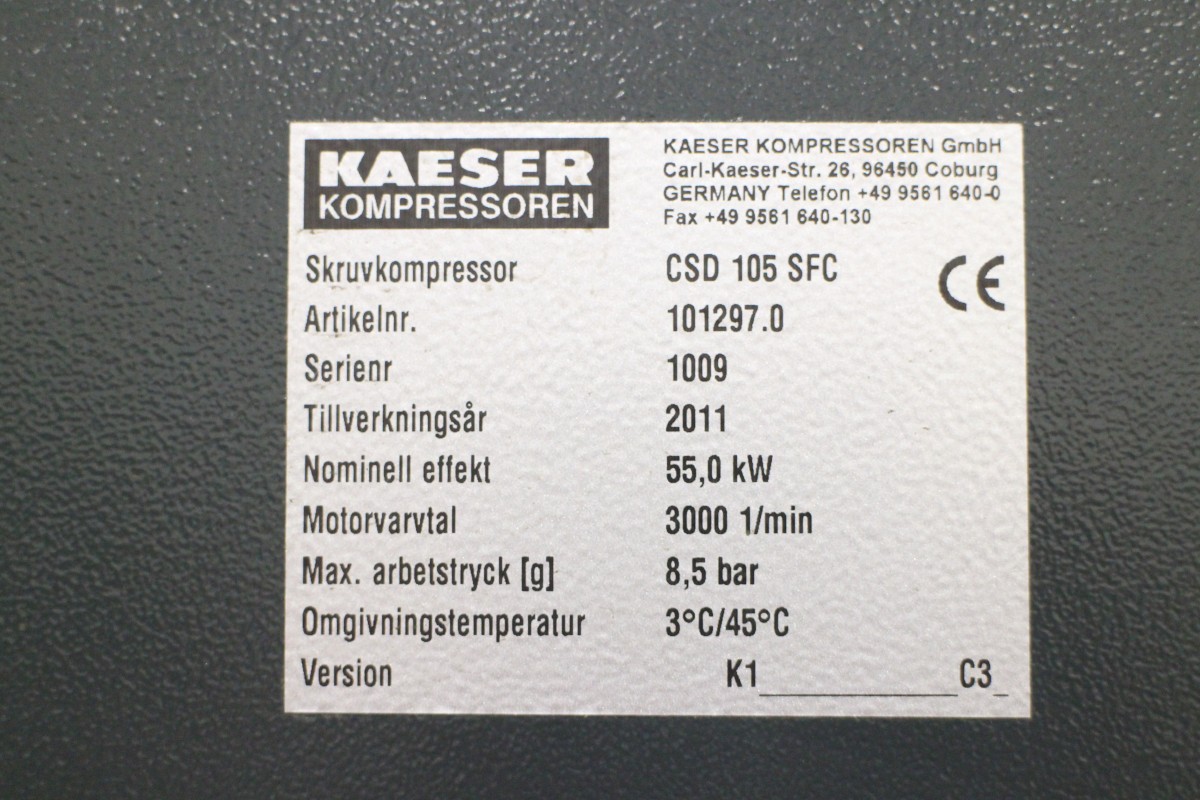 KAESER
KOMPRESSOREN
KAESER KOMPRESSOREN GmbH
Carl-Kaeser-Str. 26, 96450 Coburg
GERMANY Telefon +49 9561 640-0
Fax +49 9561 640-130
CE
Skruvkompressor CSD 105 SFC
Artikelnr. 101297.0
Serienr 1009
Tillverkningsår 2011
Nominell effekt 55,0 kW
Motorvarvtal 3000 1/min
Max. arbetstryck [g] 8,5 bar
Omgivningstemperatur 3°C/45°C
Version K1______________C3_